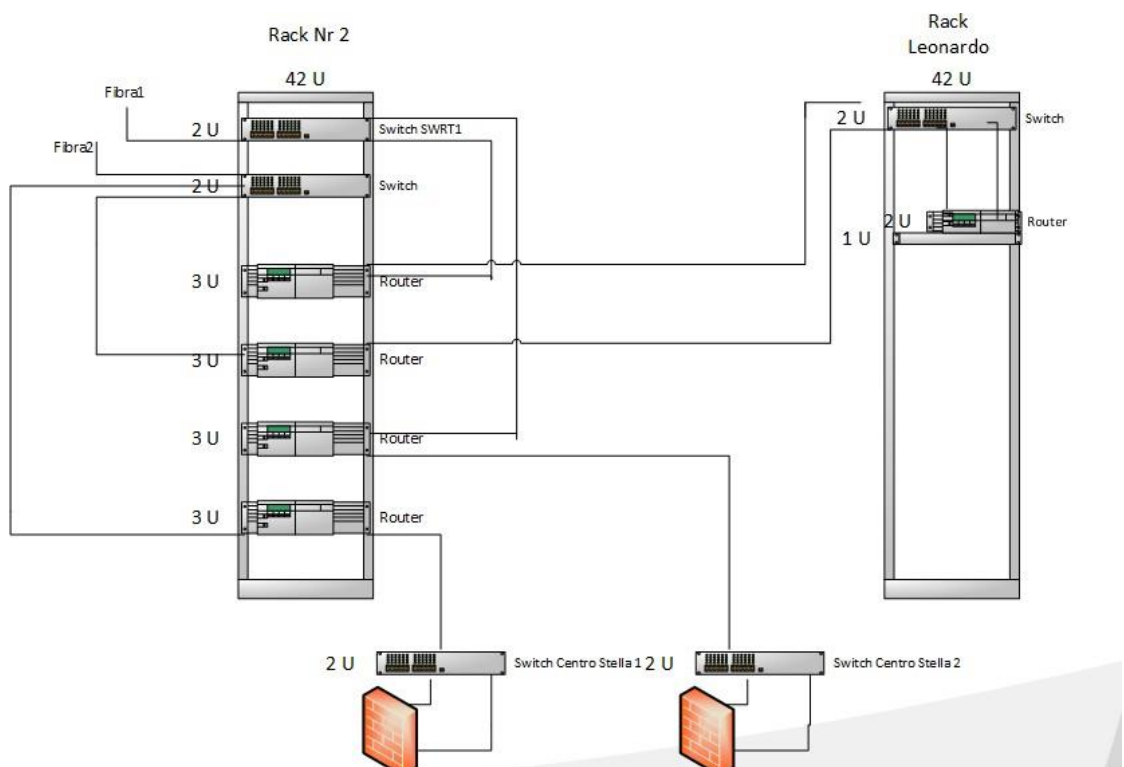 Rack Nr 2
42 U
Fibra1
2 U
Switch SWRT1
Fibra2
2 U
Switch
3 U
Router
3 U
Router
3 U
Router
3 U
Router
Rack
Leonardo
42 U
2 U
Switch
2 U
Router
1 U
2 U
Switch Centro Stella 1
2 U
Switch Centro Stella 2